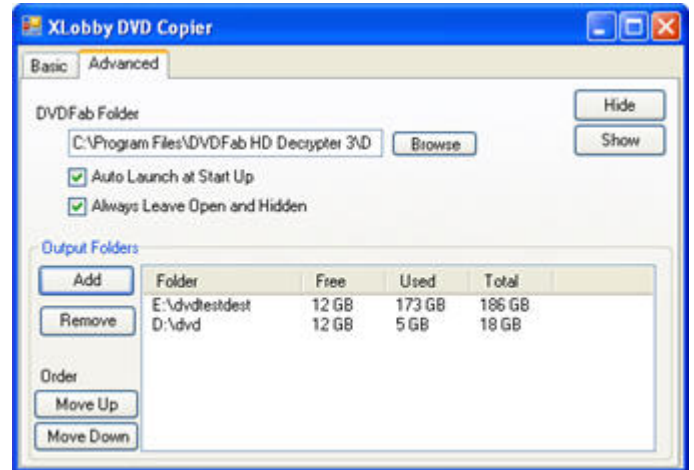 XLobby DVD Copier
Basic Advanced
DVDFab Folder
Hide
C:\Program Files\DVDFab HD Decrypter 3\D Browse
Show
Auto Launch at Start Up
Always Leave Open and Hidden
Output Folders
Add
Remove
Order
Move Up
Move Down
Folder Free Used Total
E:\dvdtestdest 12 GB 173 GB 186 GB
D:\dvd 12 GB 5 GB 18 GB